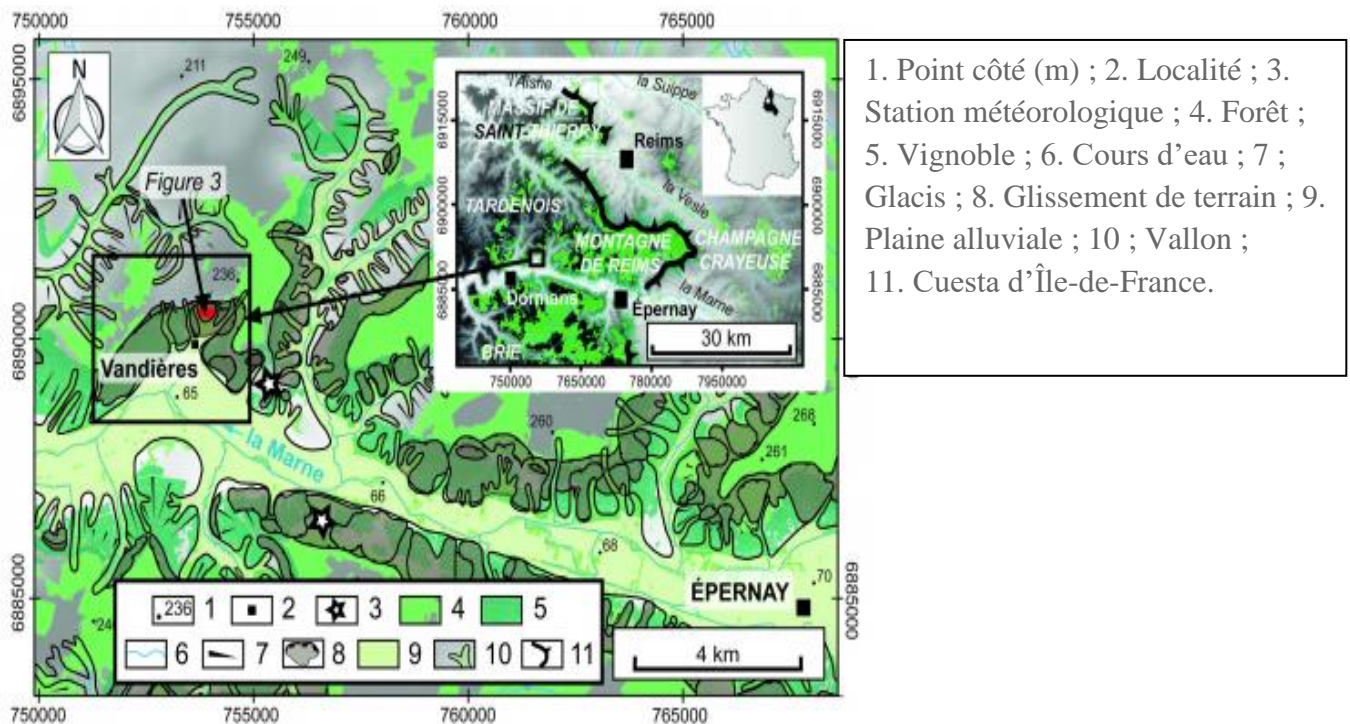 750000 755000 760000 765000
6895000
6890000
6885000
N
.211
249.
Figure 3
236.
Vandières
.65
la Marne
66
.68
260
268
.261
ÉPERNAY
.70
l'Aisne
la Suippe
MASSIF DE
SAINT-THIERRY
Reims
la Vesle
TARDENOIS
MONTAGNE
DE REIMS
CHAMPAGNE
CRAYEUSE
Dormans
Épernay
la Marne
BRIE
30 km
6915000
6900000
6885000
6915000
6900000
6885000
750000 7650000 780000 7950000
6885000
.236 1 2 3 4 5
6 7 8 9 10 11
4 km
750000 755000 760000 765000
1. Point côté (m) ; 2. Localité ; 3.
Station météorologique ; 4. Forêt ;
5. Vignoble ; 6. Cours d'eau ; 7 ;
Glacis ; 8. Glissement de terrain ; 9.
Plaine alluviale ; 10 ; Vallon ;
11. Cuesta d'Île-de-France.